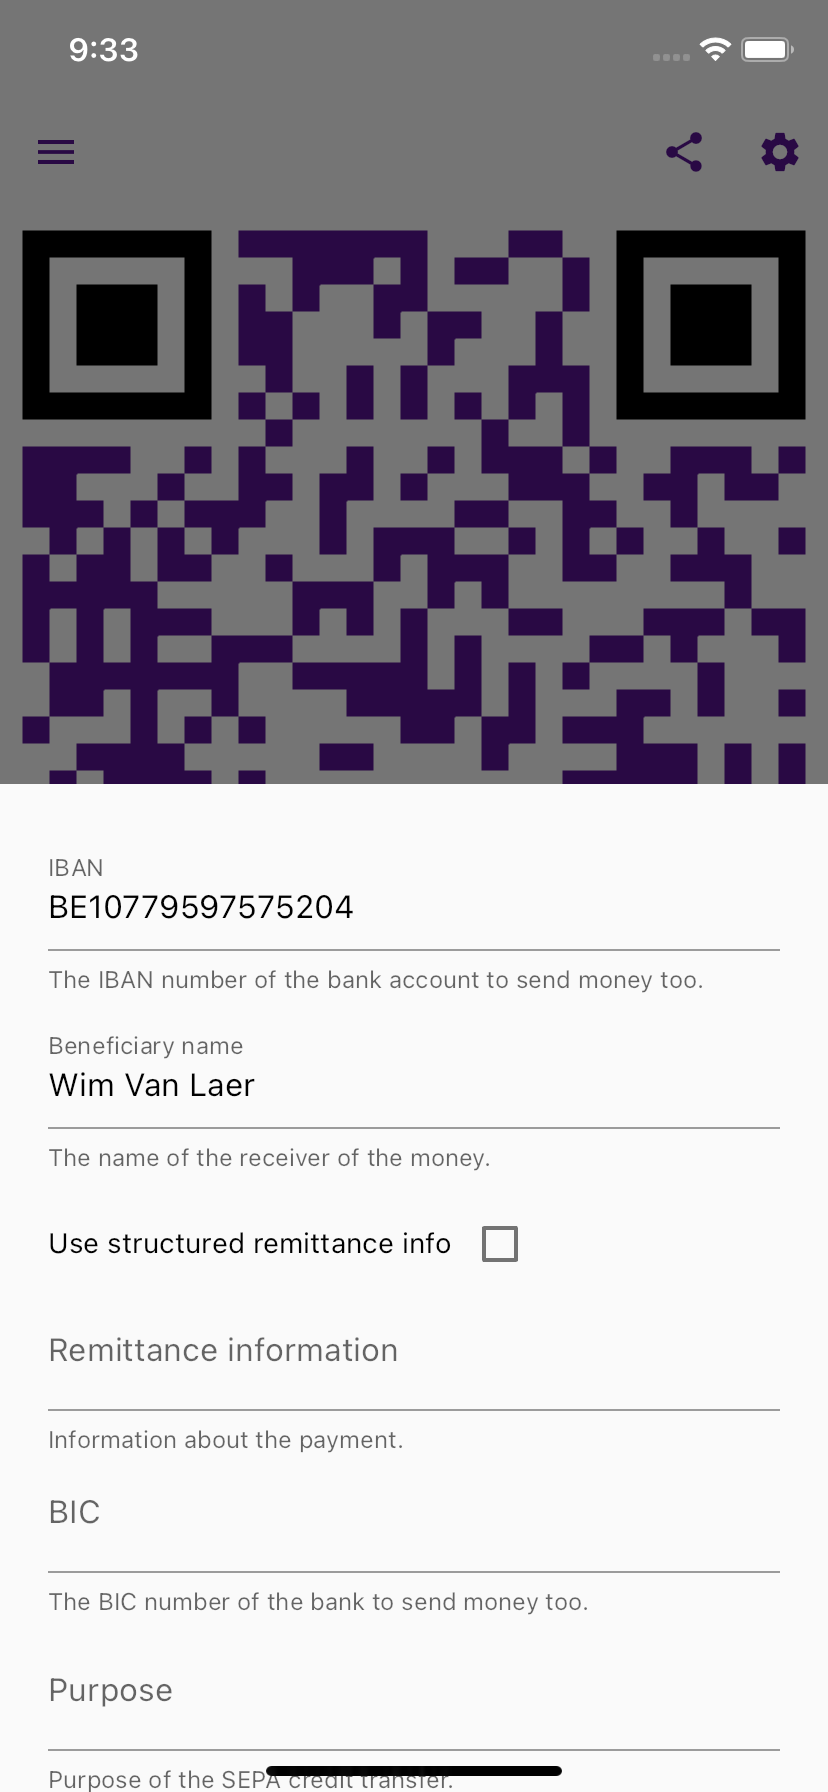 9:33
IBAN
BE10779597575204
The IBAN number of the bank account to send money too.
Beneficiary name
Wim Van Laer
The name of the receiver of the money.
Use structured remittance info
Remittance information
Information about the payment.
BIC
The BIC number of the bank to send money too.
Purpose
Purpose of the SEPA credit transfer.